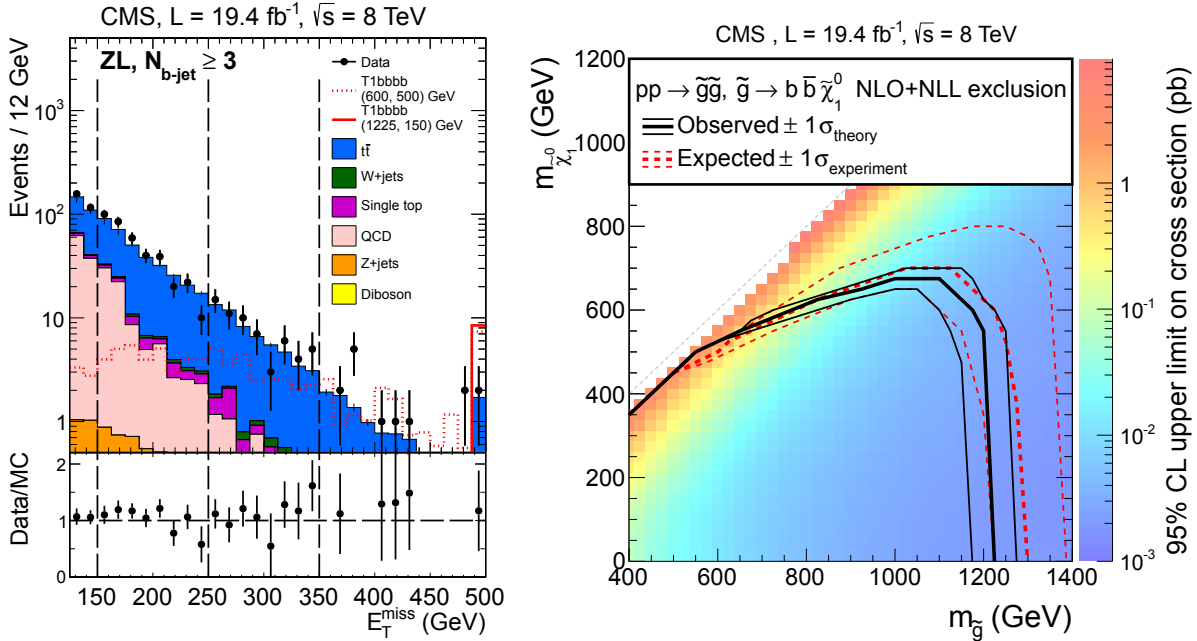 CMS, L = 19.4 fb⁻¹, √s = 8 TeV
ZL, N_b-jet ≥ 3
Events / 12 GeV
10³
10²
10
1
Data
T1bbbb
(600, 500) GeV
T1bbbb
(1225, 150) GeV
tt̄
W+jets
Single top
QCD
Z+jets
Diboson
Data/MC
2
1
0
150 200 250 300 350 400 450 500
E_T^miss (GeV)
CMS , L = 19.4 fb⁻¹, √s = 8 TeV
pp → g̃g̃, g̃ → b b̄ χ̃₁⁰ NLO+NLL exclusion
Observed ± 1σ_theory
Expected ± 1σ_experiment
m_χ̃₁⁰ (GeV)
1200
1000
800
600
400
200
0
400 600 800 1000 1200 1400
m_g̃ (GeV)
1
10⁻¹
10⁻²
10⁻³
95% CL upper limit on cross section (pb)